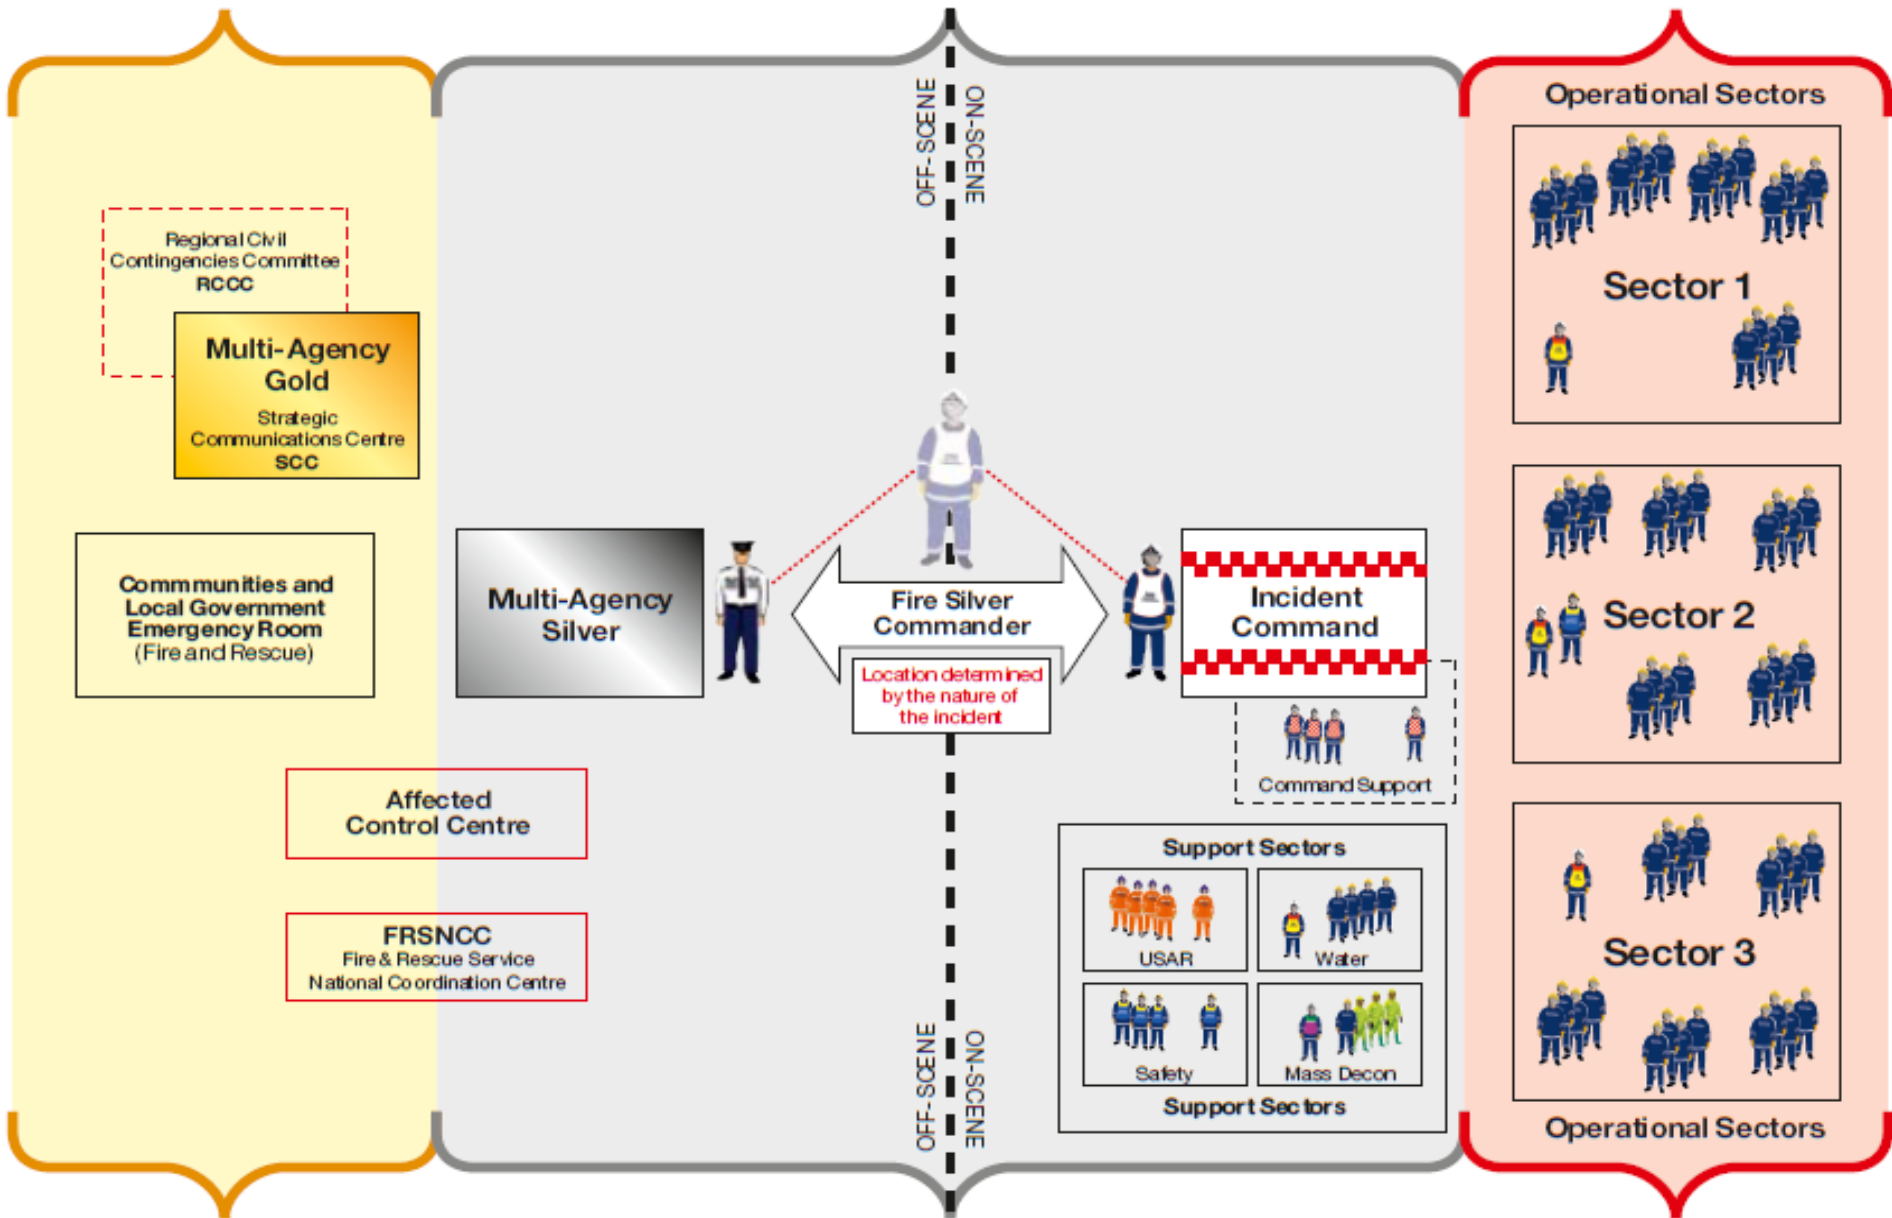 OFF-SCENE
ON-SCENE
Operational Sectors
Regional Civil
Contingencies Committee
RCCC
Multi-Agency
Gold
Strategic
Communications Centre
SCC
Commmunities and
Local Government
Emergency Room
(Fire and Rescue)
Multi-Agency
Silver
Fire Silver
Commander
Location determined
by the nature of
the incident
Incident
Command
Command Support
Affected
Control Centre
FRSNCC
Fire & Rescue Service
National Coordination Centre
Support Sectors
USAR
Water
Safety
Mass Decon
Support Sectors
OFF-SCENE
ON-SCENE
Sector 1
Sector 2
Sector 3
Operational Sectors